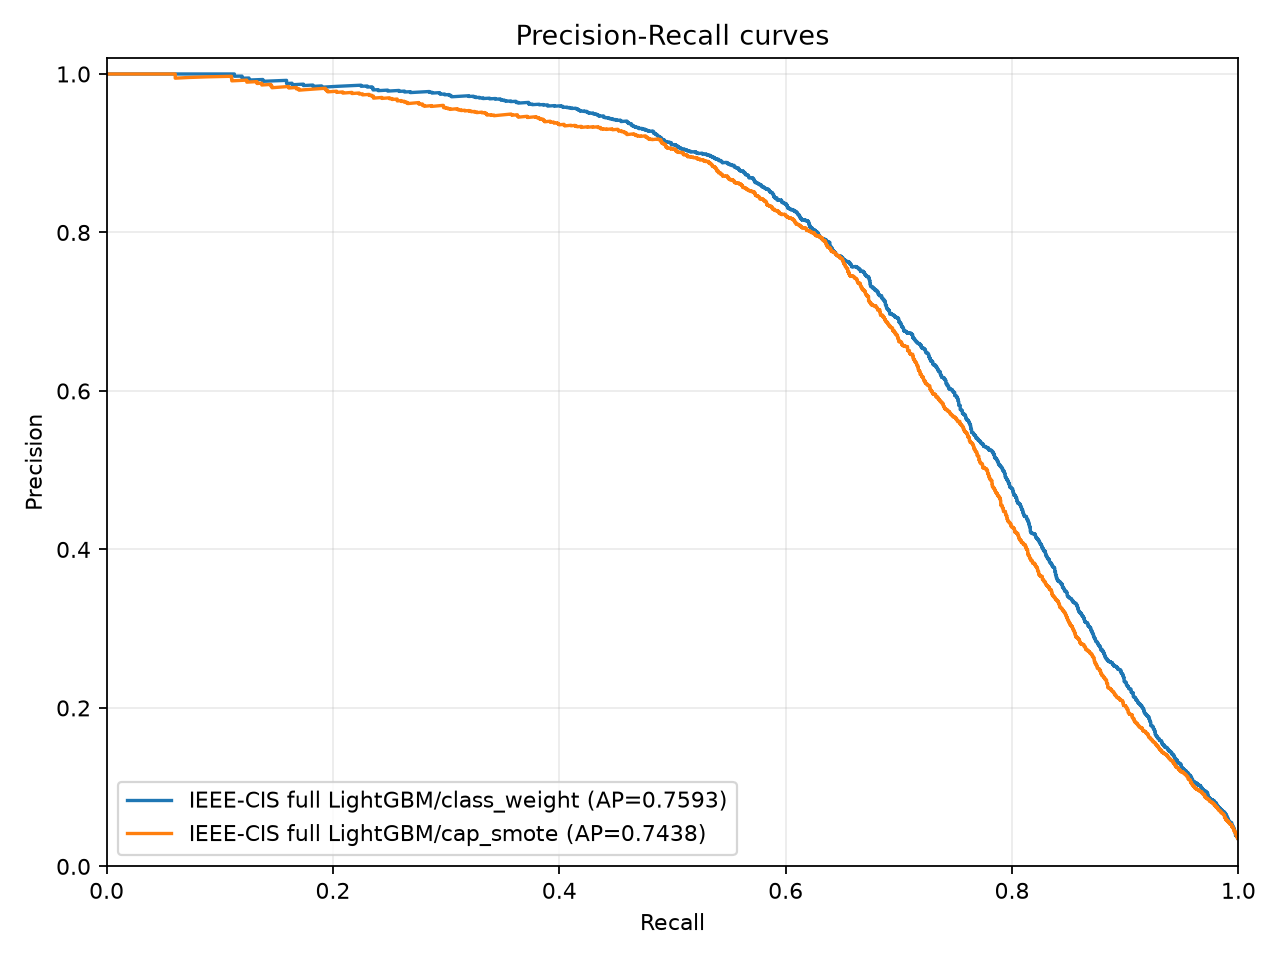 Precision-Recall curves
1.0
0.8
0.6
0.4
0.2
0.0
Precision
IEEE-CIS full LightGBM/class_weight (AP=0.7593)
IEEE-CIS full LightGBM/cap_smote (AP=0.7438)
0.0 0.2 0.4 0.6 0.8 1.0
Recall